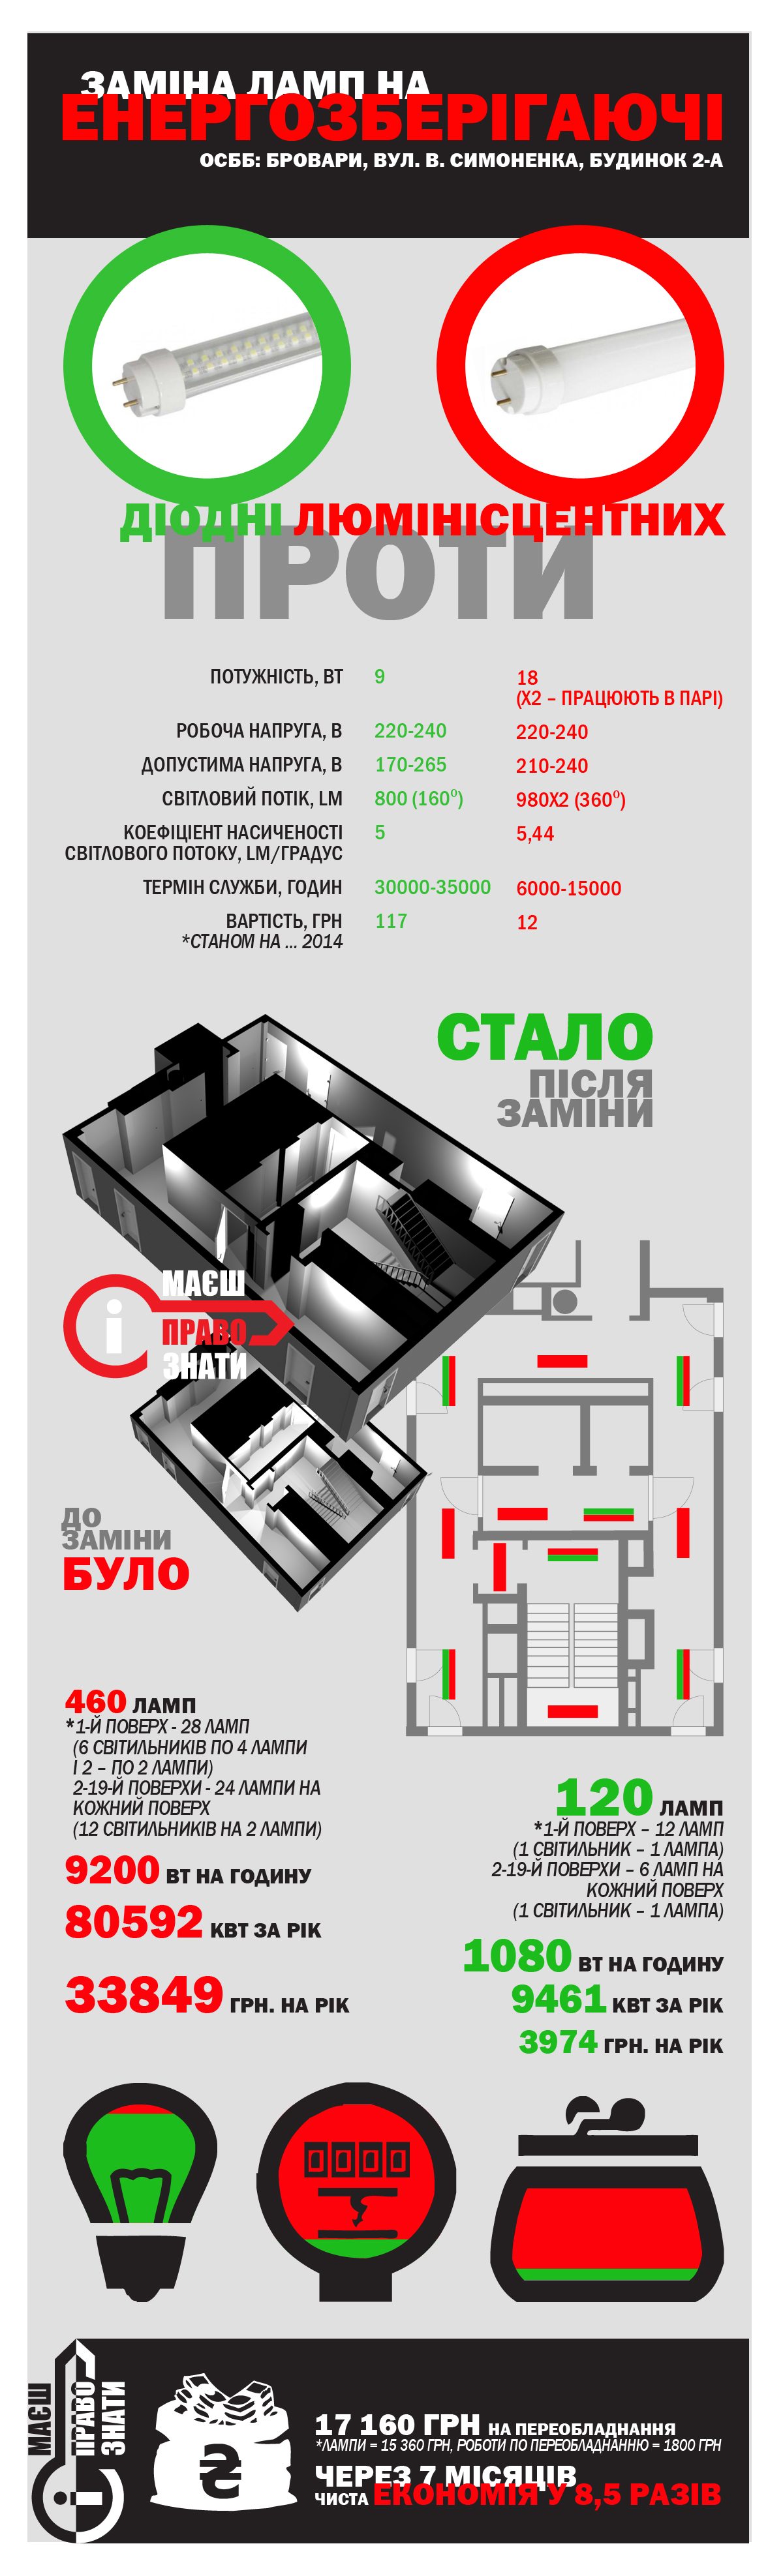 ЗАМІНА ЛАМП НА
ЕНЕРГОЗБЕРІГАЮЧІ
ОСББ: БРОВАРИ, ВУЛ. В. СИМОНЕНКА, БУДИНОК 2-А
ДІОДНІ ЛЮМІНІСЦЕНТНИХ
ПРОТИ
ПОТУЖНІСТЬ, ВТ 9 18
(Х2 – ПРАЦЮЮТЬ В ПАРІ)
РОБОЧА НАПРУГА, В 220-240 220-240
ДОПУСТИМА НАПРУГА, В 170-265 210-240
СВІТЛОВИЙ ПОТІК, LM 800 (160⁰) 980Х2 (360⁰)
КОЕФІЦІЄНТ НАСИЧЕНОСТІ 5 5,44
СВІТЛОВОГО ПОТОКУ, LM/ГРАДУС
ТЕРМІН СЛУЖБИ, ГОДИН 30000-35000 6000-15000
ВАРТІСТЬ, ГРН 117 12
*СТАНОМ НА ... 2014
СТАЛО
ПІСЛЯ
ЗАМІНИ
МАЄШ
ПРАВО
ЗНАТИ
ДО
ЗАМІНИ
БУЛО
460 ЛАМП
*1-Й ПОВЕРХ - 28 ЛАМП
(6 СВІТИЛЬНИКІВ ПО 4 ЛАМПИ
І 2 – ПО 2 ЛАМПИ)
2-19-Й ПОВЕРХИ - 24 ЛАМПИ НА
КОЖНИЙ ПОВЕРХ
(12 СВІТИЛЬНИКІВ НА 2 ЛАМПИ)
9200 ВТ НА ГОДИНУ
80592 КВТ ЗА РІК
33849 ГРН. НА РІК
120 ЛАМП
*1-Й ПОВЕРХ – 12 ЛАМП
(1 СВІТИЛЬНИК – 1 ЛАМПА)
2-19-Й ПОВЕРХИ – 6 ЛАМП НА
КОЖНИЙ ПОВЕРХ
(1 СВІТИЛЬНИК – 1 ЛАМПА)
1080 ВТ НА ГОДИНУ
9461 КВТ ЗА РІК
3974 ГРН. НА РІК
0000
МАЄШ
ПРАВО
ЗНАТИ
₴
17 160 ГРН НА ПЕРЕОБЛАДНАННЯ
*ЛАМПИ = 15 360 ГРН, РОБОТИ ПО ПЕРЕОБЛАДНАННЮ = 1800 ГРН
ЧЕРЕЗ 7 МІСЯЦІВ
ЧИСТА ЕКОНОМІЯ У 8,5 РАЗІВ